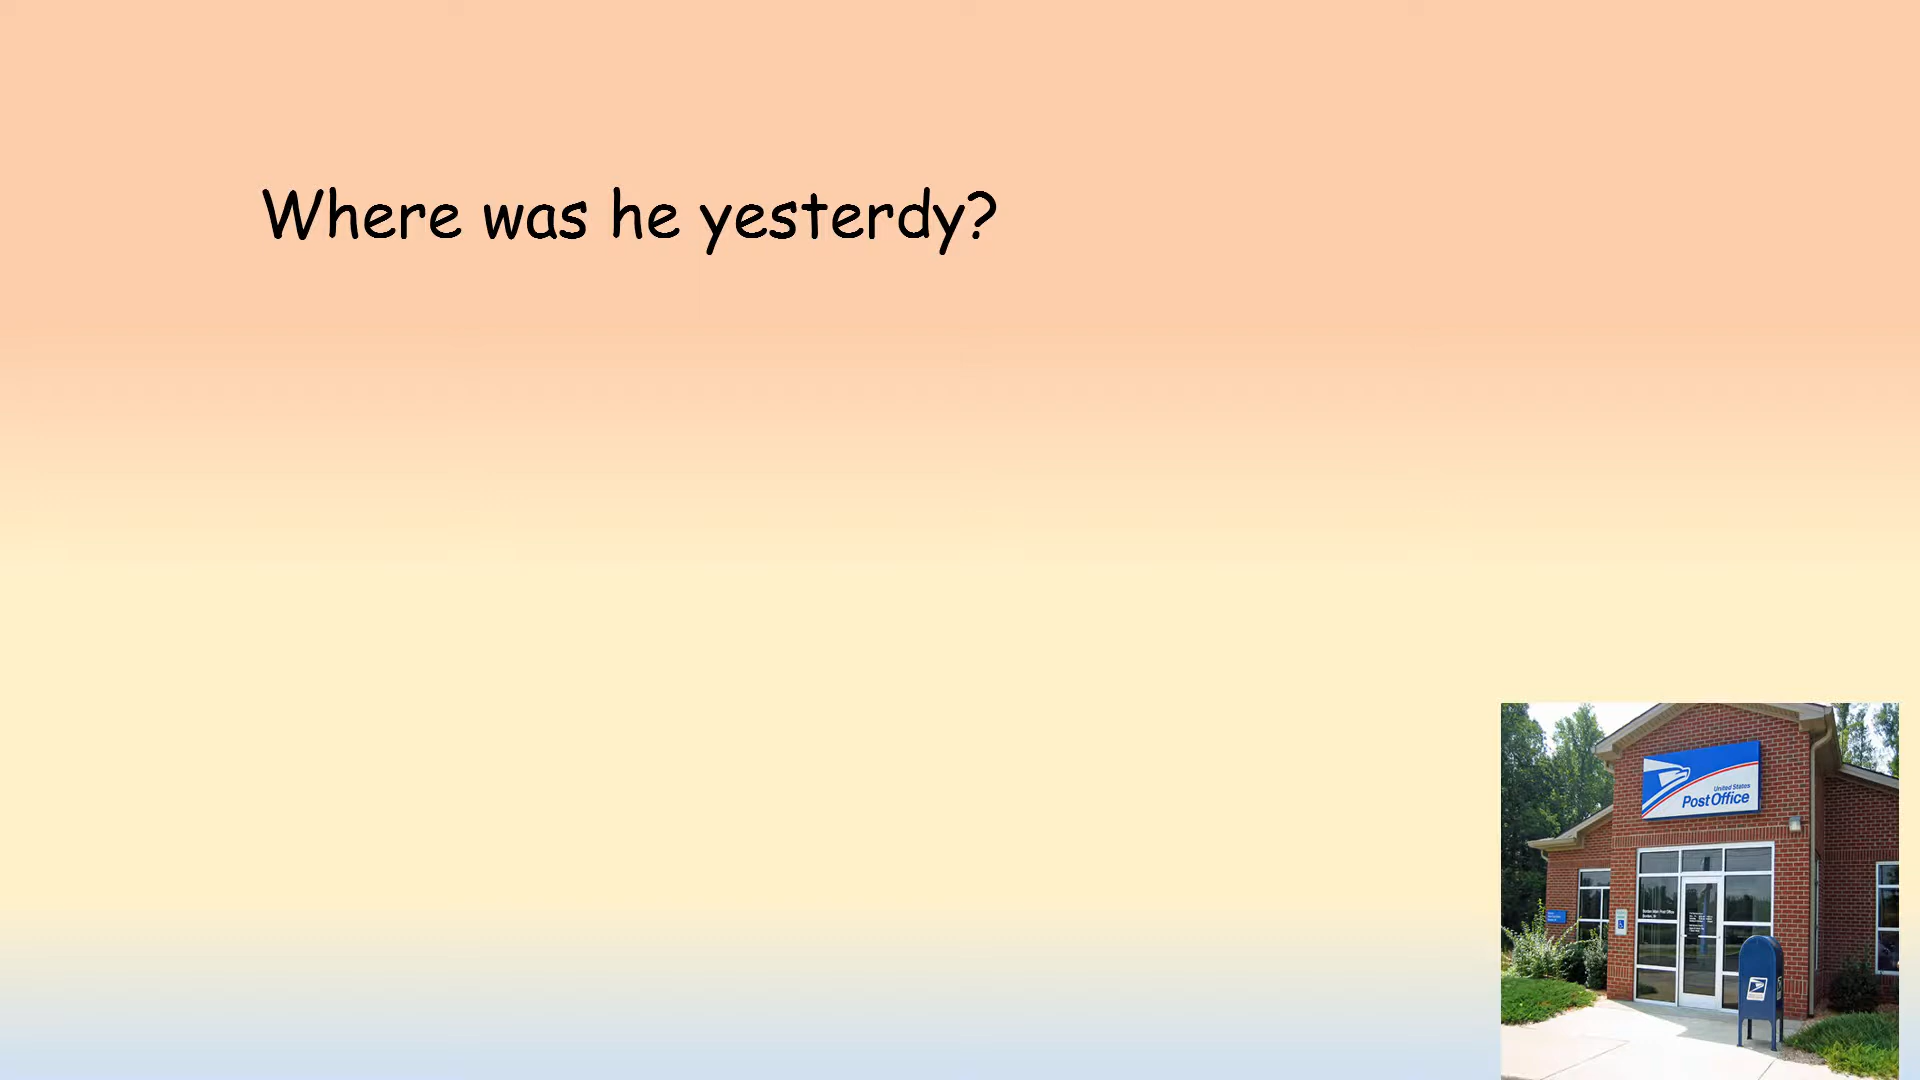 Where was he yesterdy?
United States
Post Office